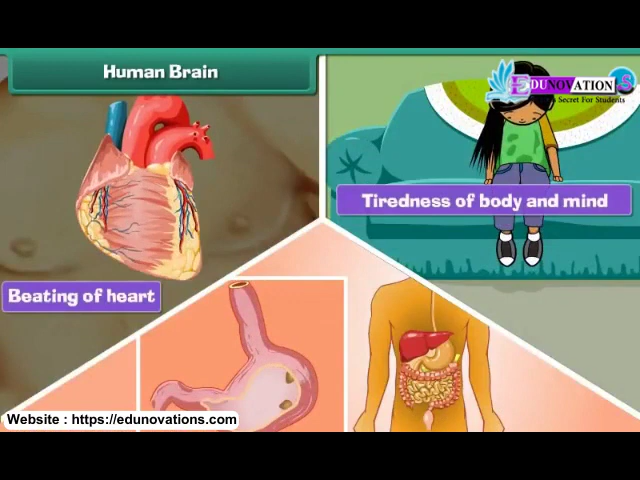 Human Brain
EDUNOVATIONS
Secret For Students
Tiredness of body and mind
Beating of heart
Website : https://edunovations.com